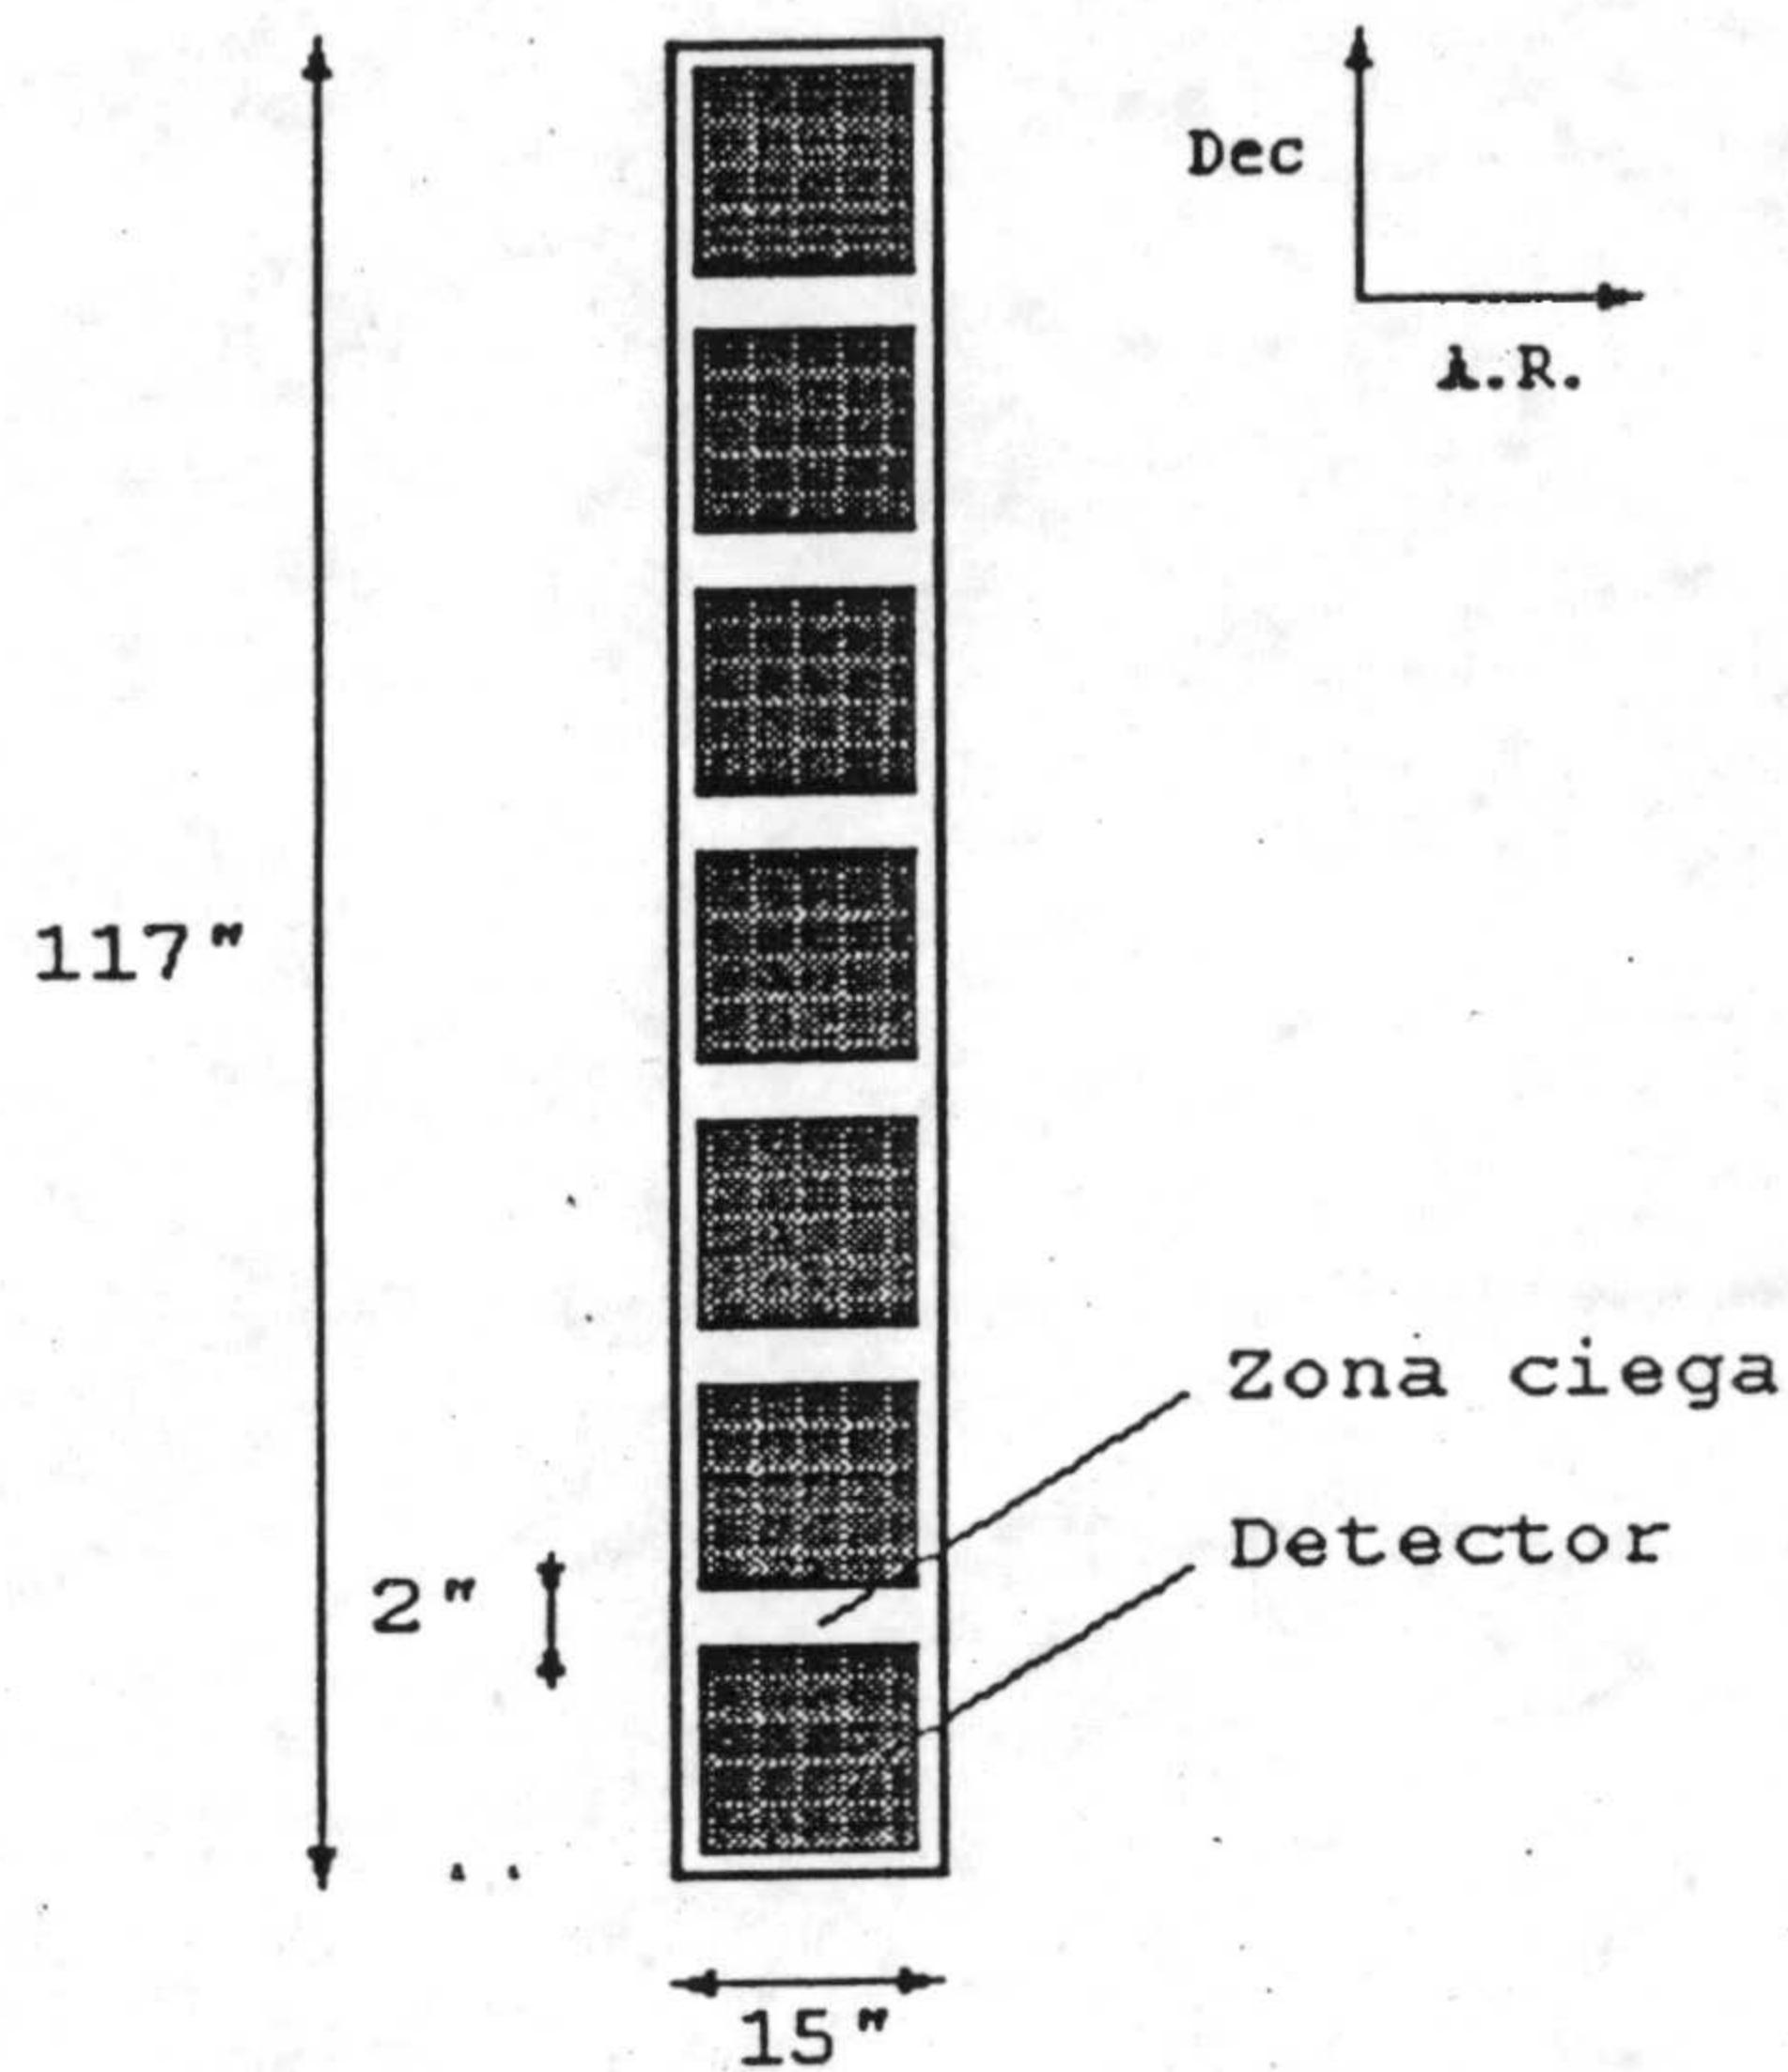 Dec
A.R.
117"
Zona ciega
Detector
2"
15"